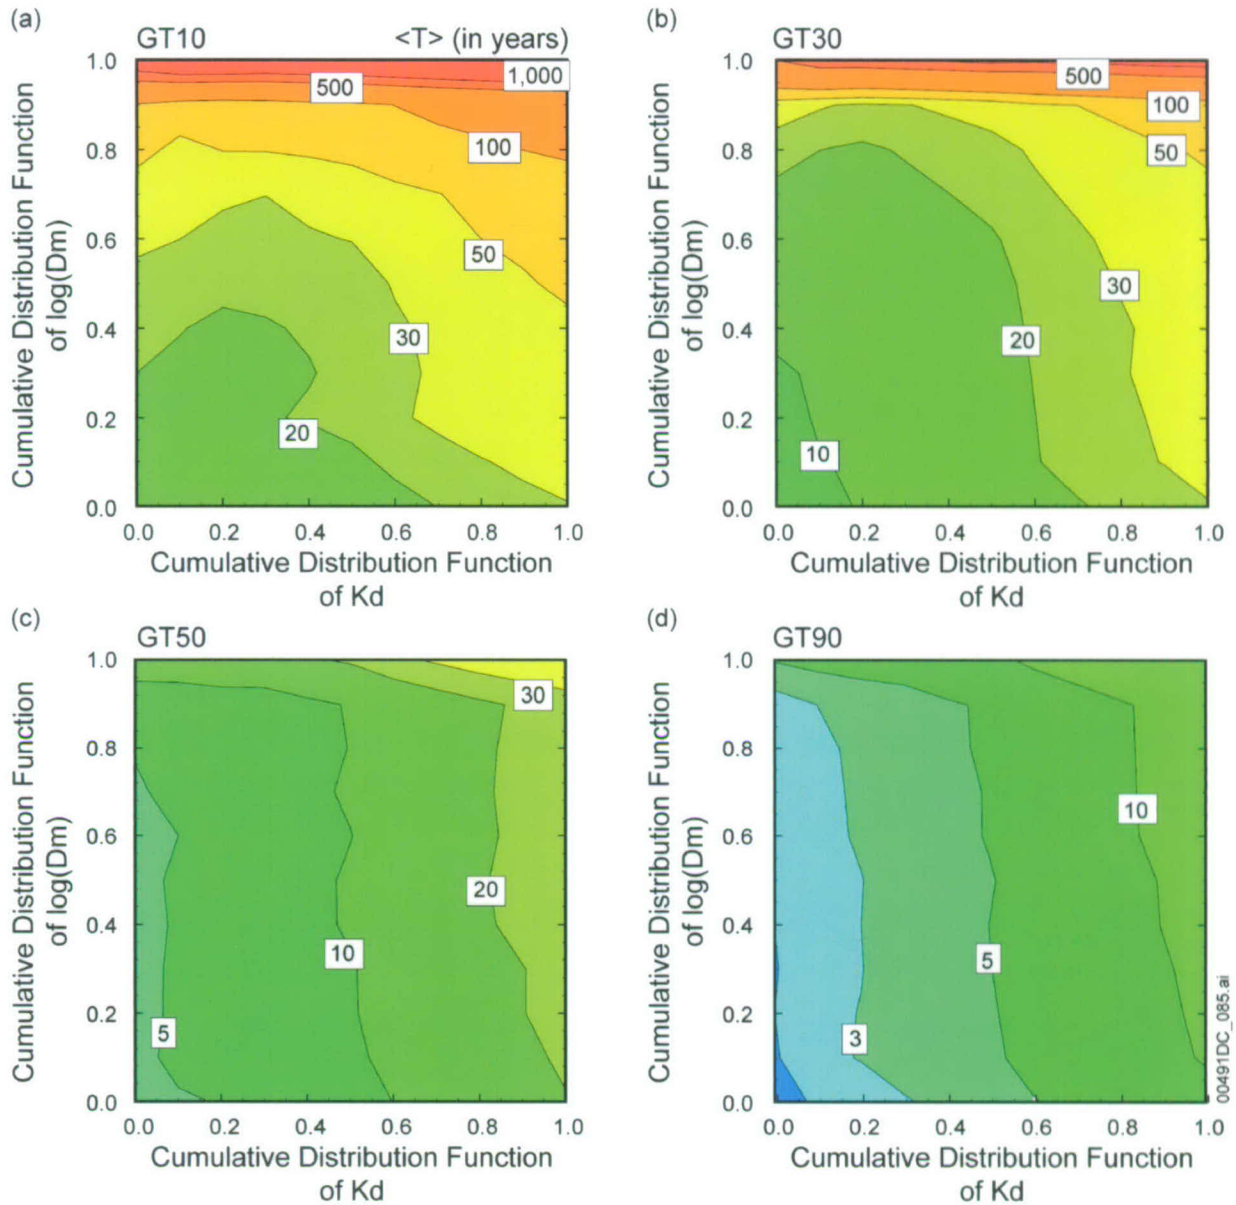 (a)
GT10 <T> (in years)
1.0
0.8
0.6
0.4
0.2
0.0
Cumulative Distribution Function
of log(Dm)
1,000
500
100
50
30
20
0.0 0.2 0.4 0.6 0.8 1.0
Cumulative Distribution Function
of Kd
(b)
GT30
1.0
0.8
0.6
0.4
0.2
0.0
Cumulative Distribution Function
of log(Dm)
500
100
50
30
20
10
0.0 0.2 0.4 0.6 0.8 1.0
Cumulative Distribution Function
of Kd
(c)
GT50
1.0
0.8
0.6
0.4
0.2
0.0
Cumulative Distribution Function
of log(Dm)
30
20
10
5
0.0 0.2 0.4 0.6 0.8 1.0
Cumulative Distribution Function
of Kd
(d)
GT90
1.0
0.8
0.6
0.4
0.2
0.0
Cumulative Distribution Function
of log(Dm)
10
5
3
0.0 0.2 0.4 0.6 0.8 1.0
Cumulative Distribution Function
of Kd
00491DC_085.ai